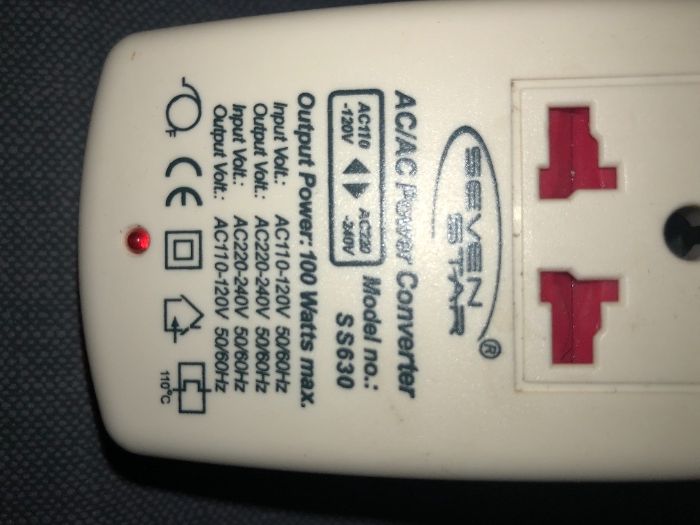 SEVEN
STAR
®
AC/AC Power Converter
AC110
-120V
AC220
-240V
Model no.:
SS630
Output Power: 100 Watts max.
Input Volt.: AC110-120V 50/60Hz
Output Volt.: AC220-240V 50/60Hz
Input Volt.: AC220-240V 50/60Hz
Output Volt.: AC110-120V 50/60Hz
F
CE
110°C